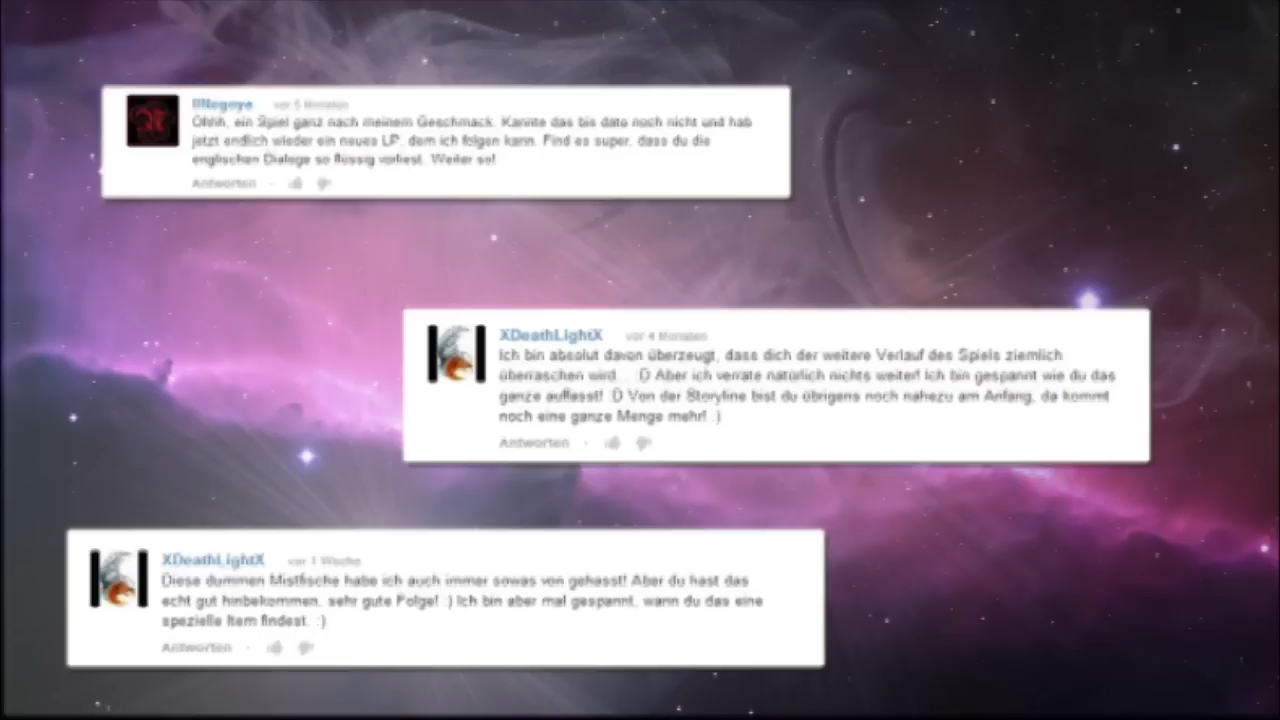 vor 5 Monaten
Ohhh, ein Spiel ganz nach meinem Geschmack. Kannte das bis dato noch nicht und hab
jetzt endlich wieder ein neues LP, dem ich folgen kann. Find es super, dass du die
englischen Dialoge so flüssig vorliest. Weiter so!
Antworten ·
XDeathLightX vor 4 Monaten
Ich bin absolut davon überzeugt, dass dich der weitere Verlauf des Spiels ziemlich
überraschen wird... :D Aber ich verrate natürlich nichts weiter! Ich bin gespannt wie du das
ganze auffasst! :D Von der Storyline bist du übrigens noch nahezu am Anfang, da kommt
noch eine ganze Menge mehr! :)
Antworten ·
XDeathLightX vor 1 Woche
Diese dummen Mistfische habe ich auch immer sowas von gehasst! Aber du hast das
echt gut hinbekommen, sehr gute Folge! :) Ich bin aber mal gespannt, wann du das eine
spezielle Item findest. :)
Antworten ·